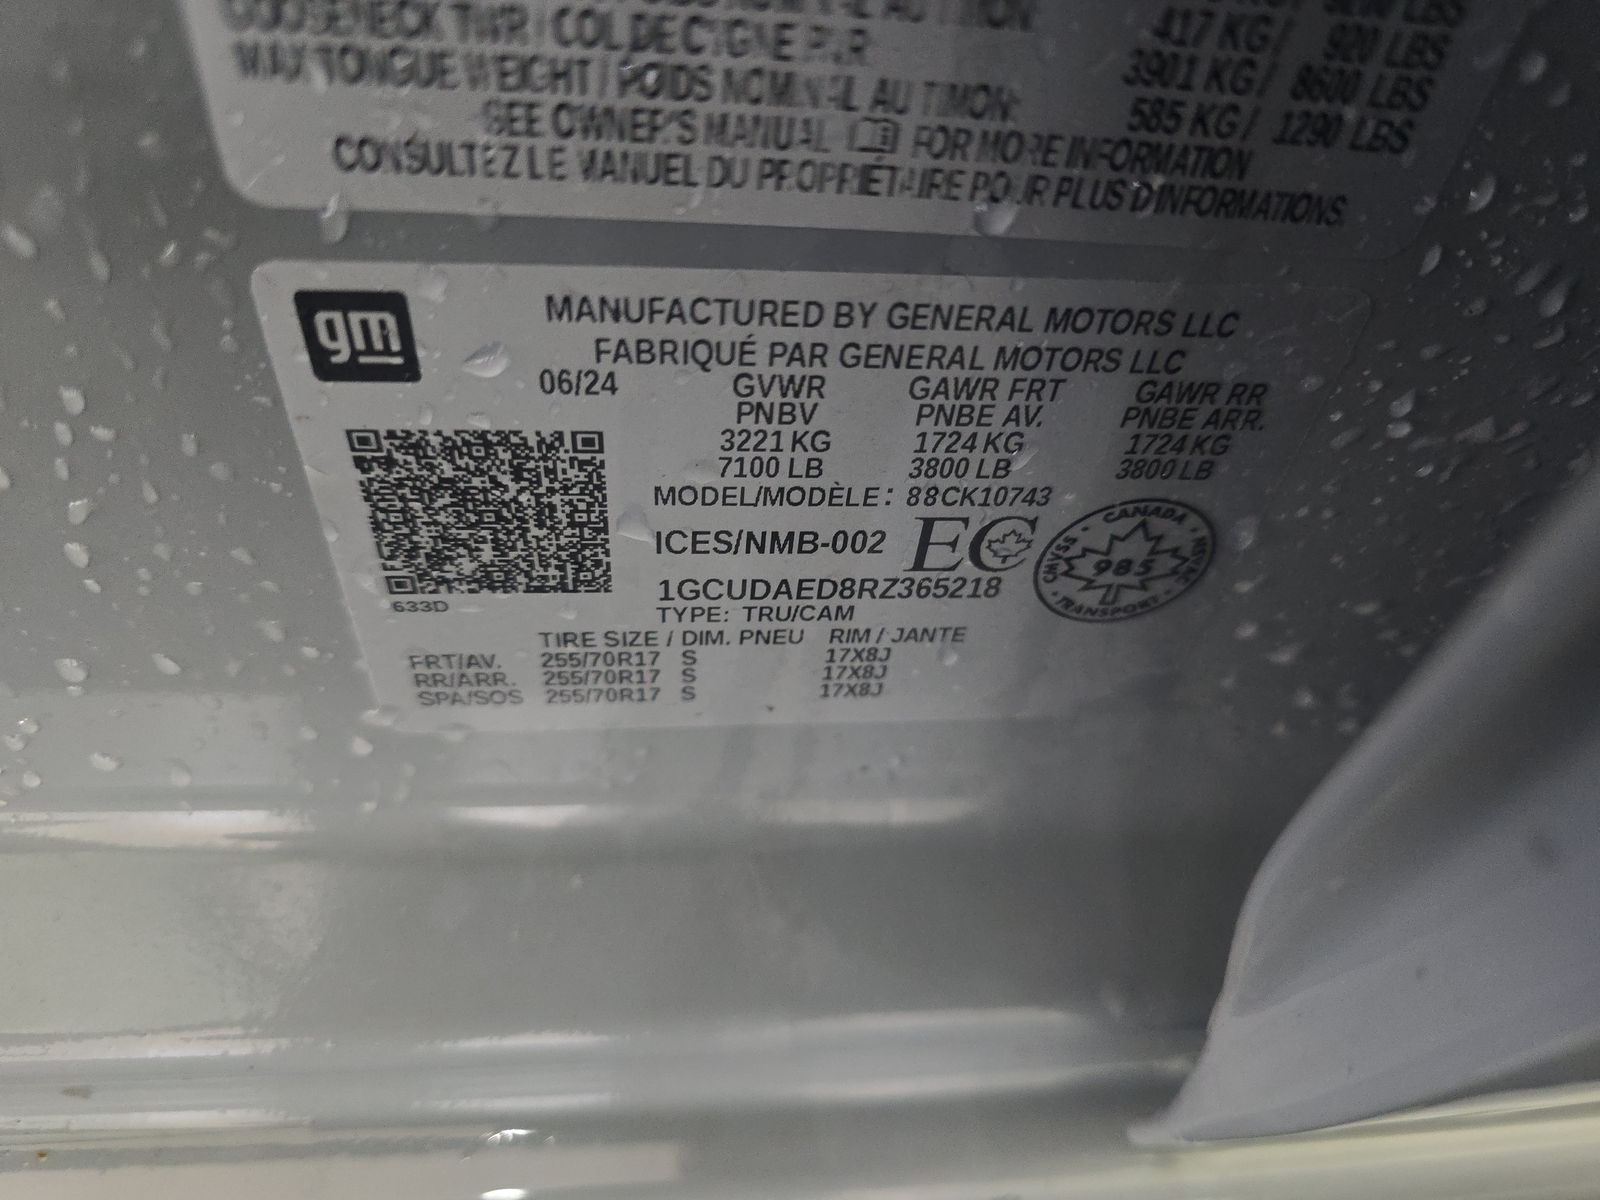 417 KG / 920 LBS
GOOSENECK TWR / COL DE CYGNE PAR 3901 KG / 8600 LBS
MAX TONGUE WEIGHT / POIDS NOMINAL AU TIMON: 585 KG / 1290 LBS
SEE OWNER'S MANUAL FOR MORE INFORMATION
CONSULTEZ LE MANUEL DU PROPRIÉTAIRE POUR PLUS D'INFORMATIONS
gm
MANUFACTURED BY GENERAL MOTORS LLC
FABRIQUÉ PAR GENERAL MOTORS LLC
06/24 GVWR GAWR FRT GAWR RR
PNBV PNBE AV. PNBE ARR.
3221 KG 1724 KG 1724 KG
7100 LB 3800 LB 3800 LB
MODEL/MODÈLE: 88CK10743
ICES/NMB-002 EC
CANADA
CMVSS 985 NSVAC
TRANSPORT
1GCUDAED8RZ365218
633D
TYPE: TRU/CAM
TIRE SIZE / DIM. PNEU RIM / JANTE
FRT/AV. 255/70R17 S 17X8J
RR/ARR. 255/70R17 S 17X8J
SPA/SOS 255/70R17 S 17X8J